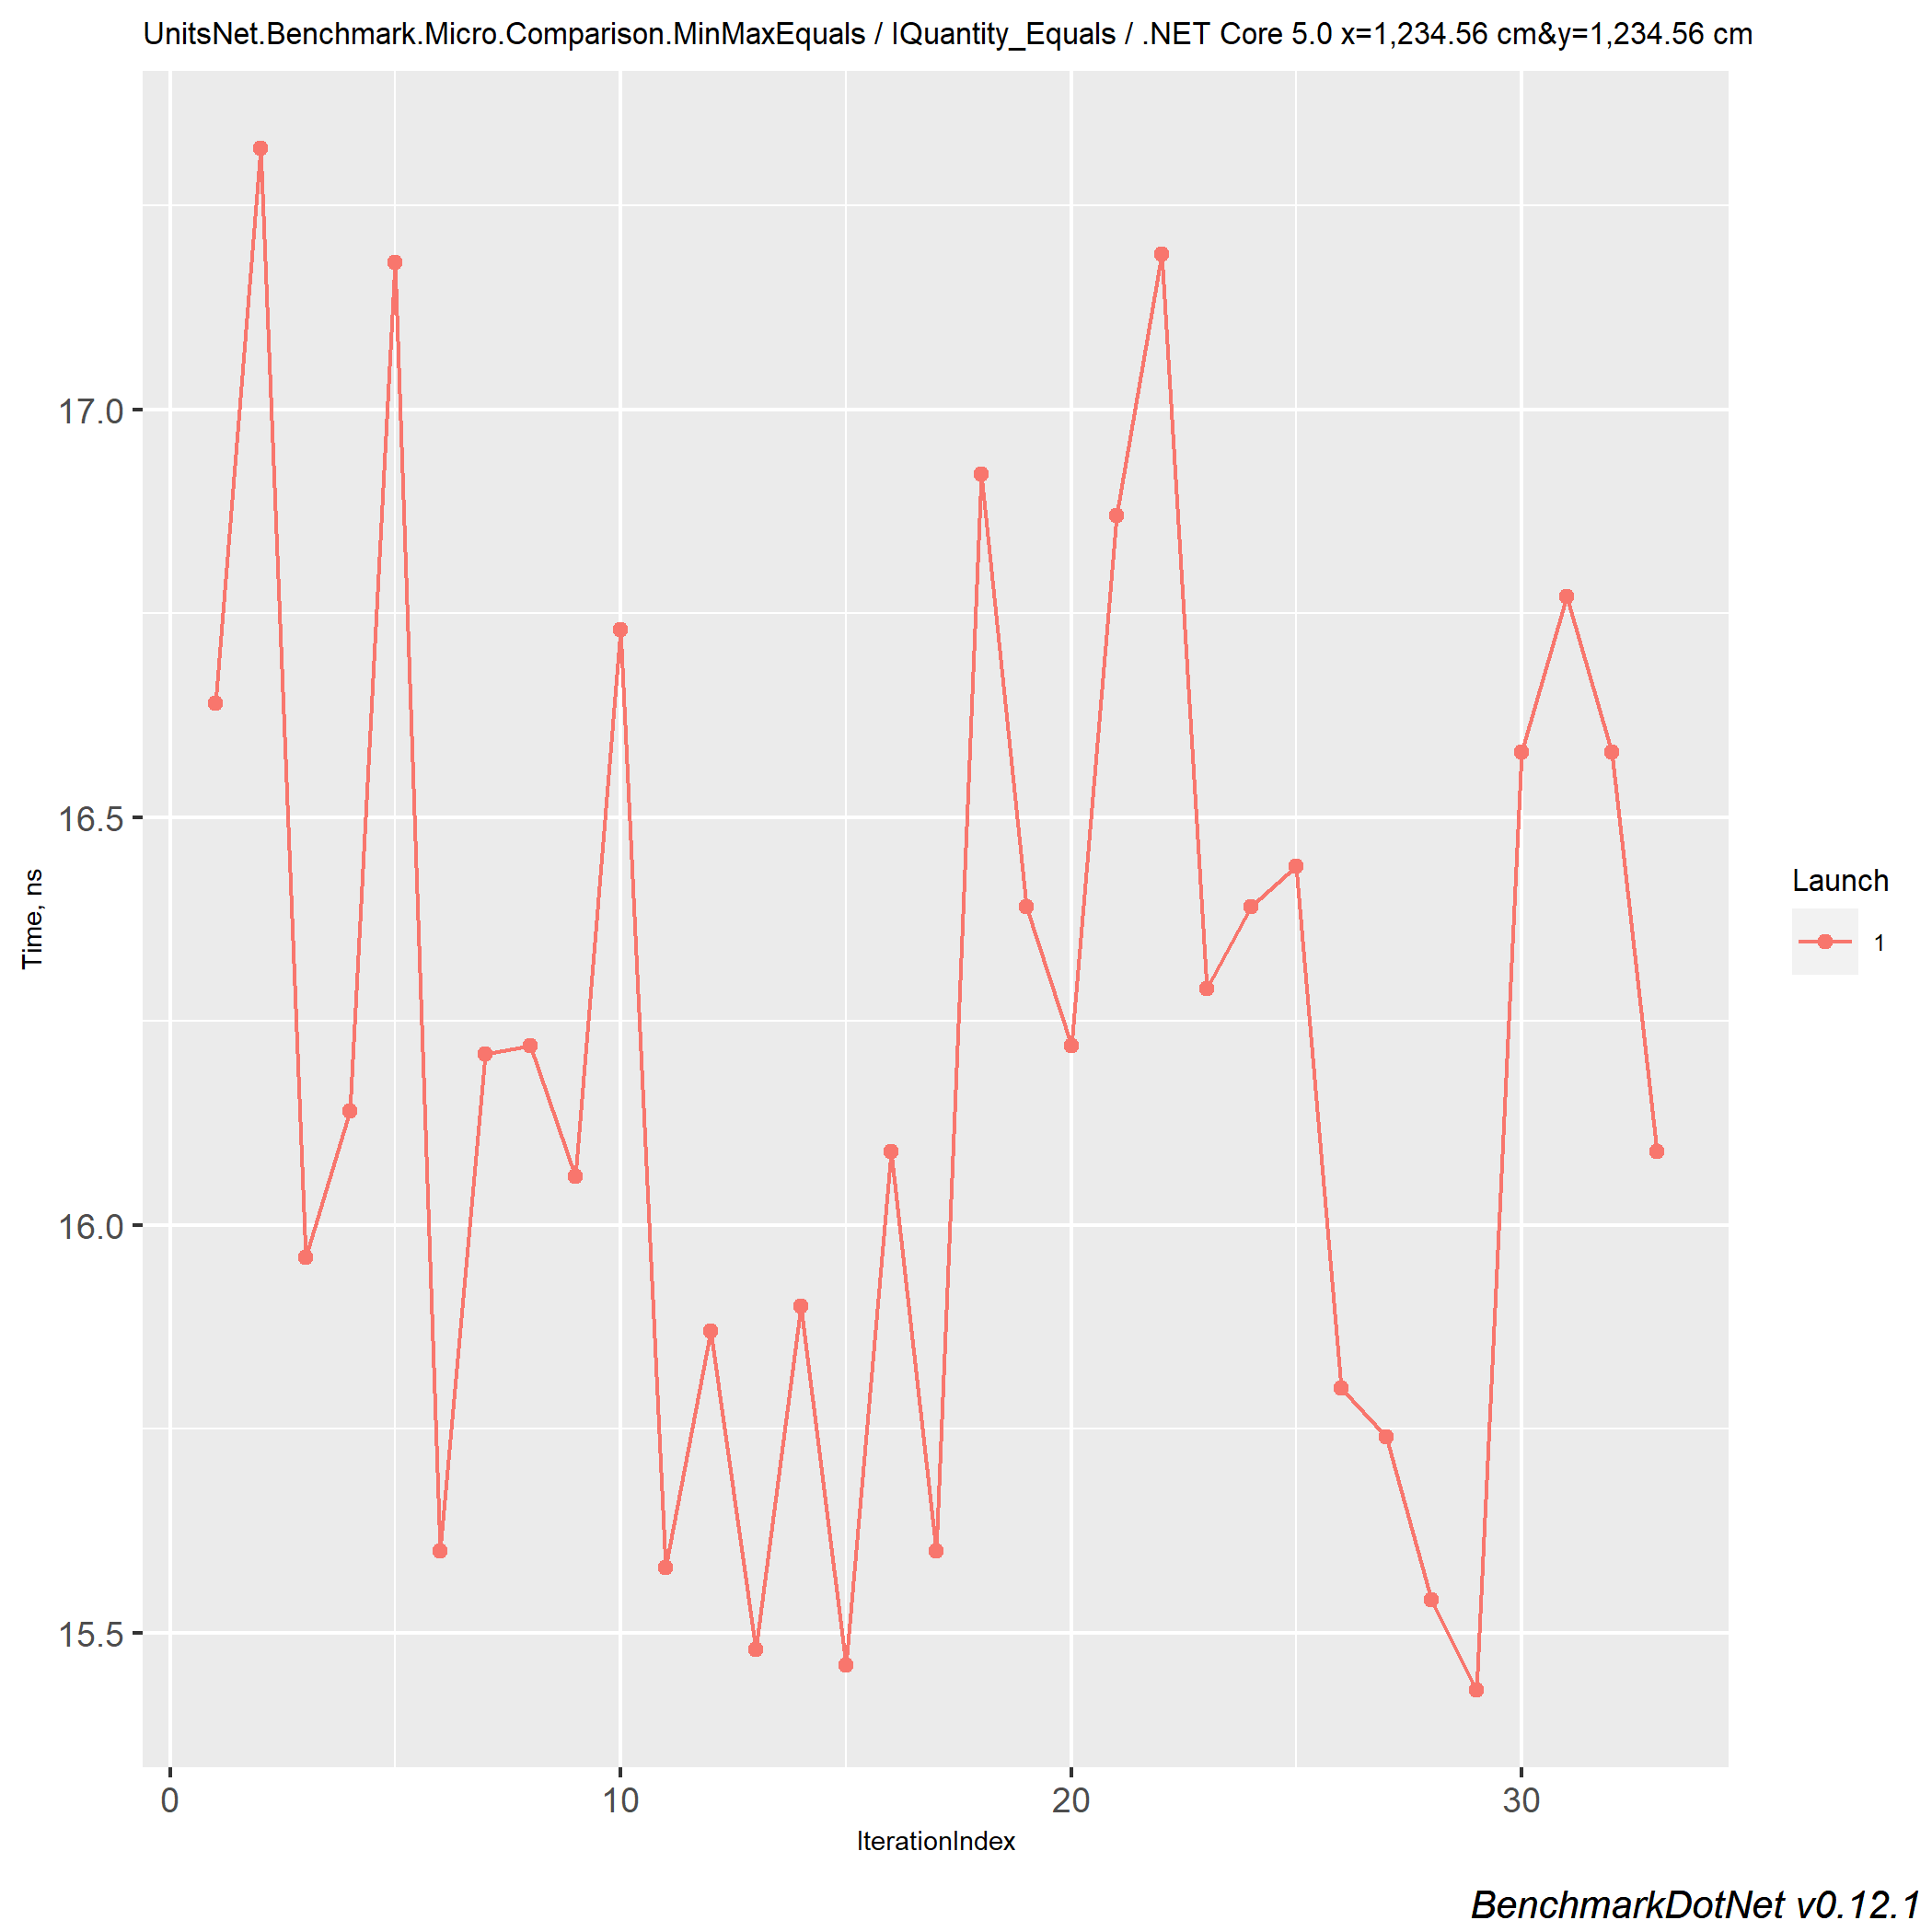 UnitsNet.Benchmark.Micro.Comparison.MinMaxEquals / IQuantity_Equals / .NET Core 5.0 x=1,234.56 cm&y=1,234.56 cm
17.0
16.5
16.0
15.5
Time, ns
Launch
1
0 10 20 30
IterationIndex
BenchmarkDotNet v0.12.1